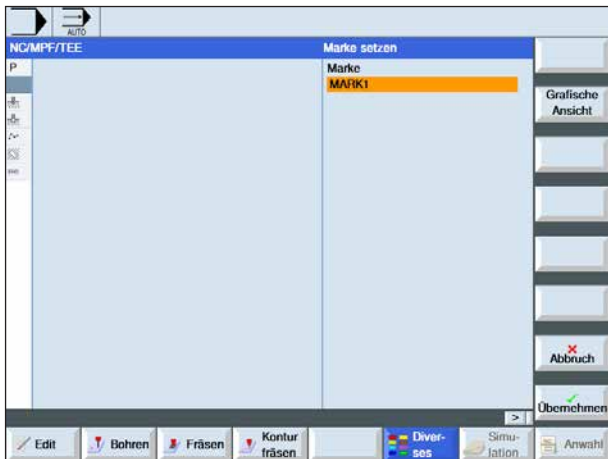 AUTO
NC/MPF/TEE
Marke setzen
P
Marke
MARK1
END
Grafische
Ansicht
Abbruch
Übernehmen
>
Edit
Bohren
Fräsen
Kontur
fräsen
Diver-
ses
Simu-
lation
Anwahl